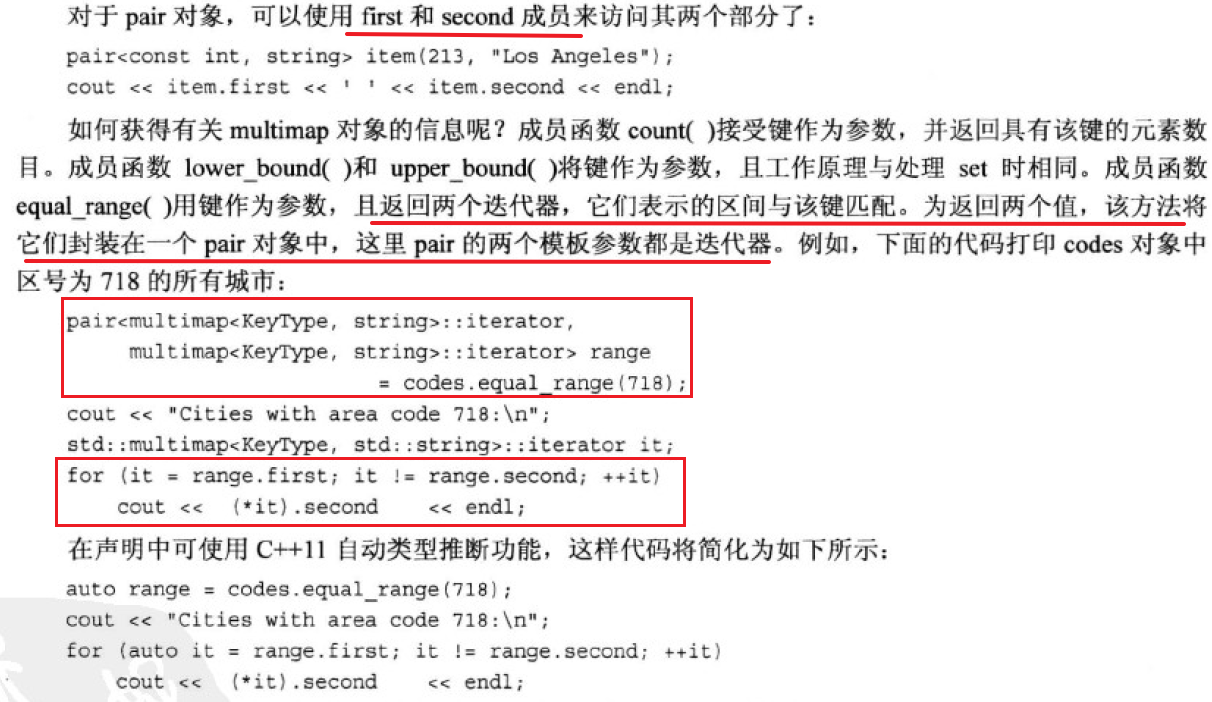 对于 pair 对象，可以使用 first 和 second 成员来访问其两个部分了：
pair<const int, string> item(213, "Los Angeles");
cout << item.first << ' ' << item.second << endl;
如何获得有关 multimap 对象的信息呢？成员函数 count( )接受键作为参数，并返回具有该键的元素数
目。成员函数 lower_bound( )和 upper_bound( )将键作为参数，且工作原理与处理 set 时相同。成员函数
equal_range( )用键作为参数，且返回两个迭代器，它们表示的区间与该键匹配。为返回两个值，该方法将
它们封装在一个 pair 对象中，这里 pair 的两个模板参数都是迭代器。例如，下面的代码打印 codes 对象中
区号为 718 的所有城市：
pair<multimap<KeyType, string>::iterator,
multimap<KeyType, string>::iterator> range
= codes.equal_range(718);
cout << "Cities with area code 718:\n";
std::multimap<KeyType, std::string>::iterator it;
for (it = range.first; it != range.second; ++it)
cout << (*it).second << endl;
在声明中可使用 C++11 自动类型推断功能，这样代码将简化为如下所示：
auto range = codes.equal_range(718);
cout << "Cities with area code 718:\n";
for (auto it = range.first; it != range.second; ++it)
cout << (*it).second << endl;